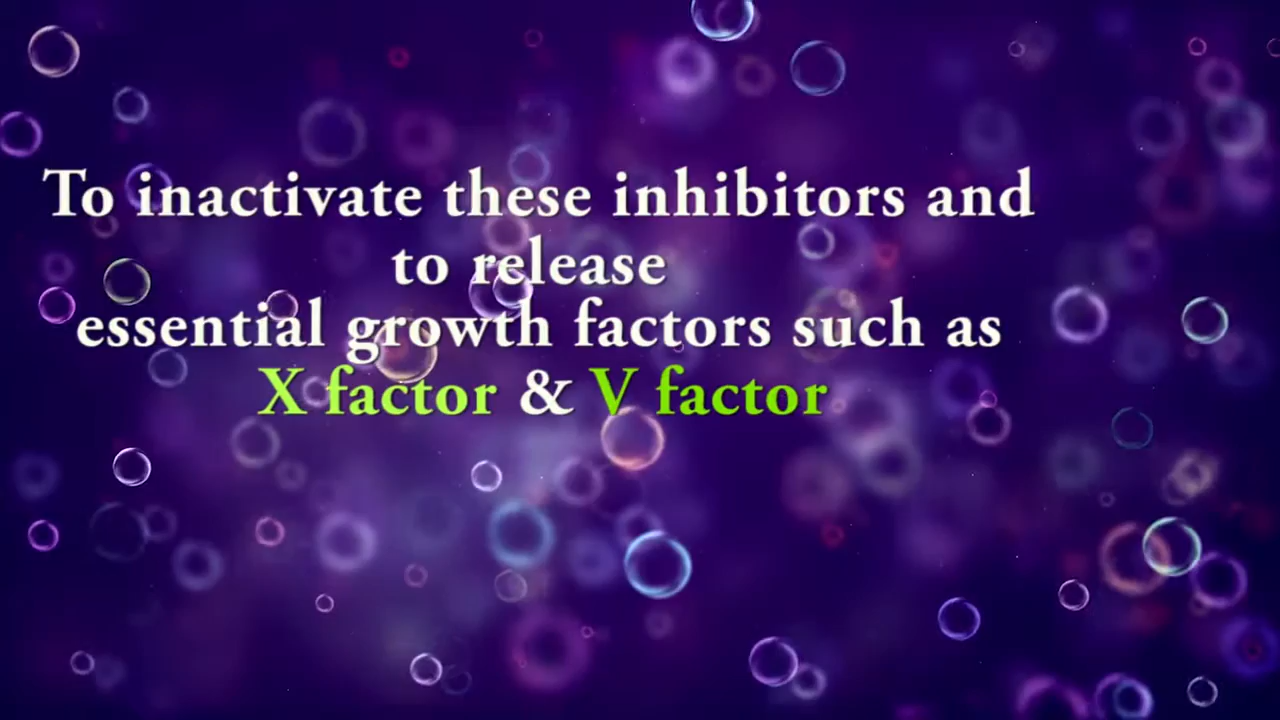 To inactivate these inhibitors and
to release
essential growth factors such as
X factor & V factor